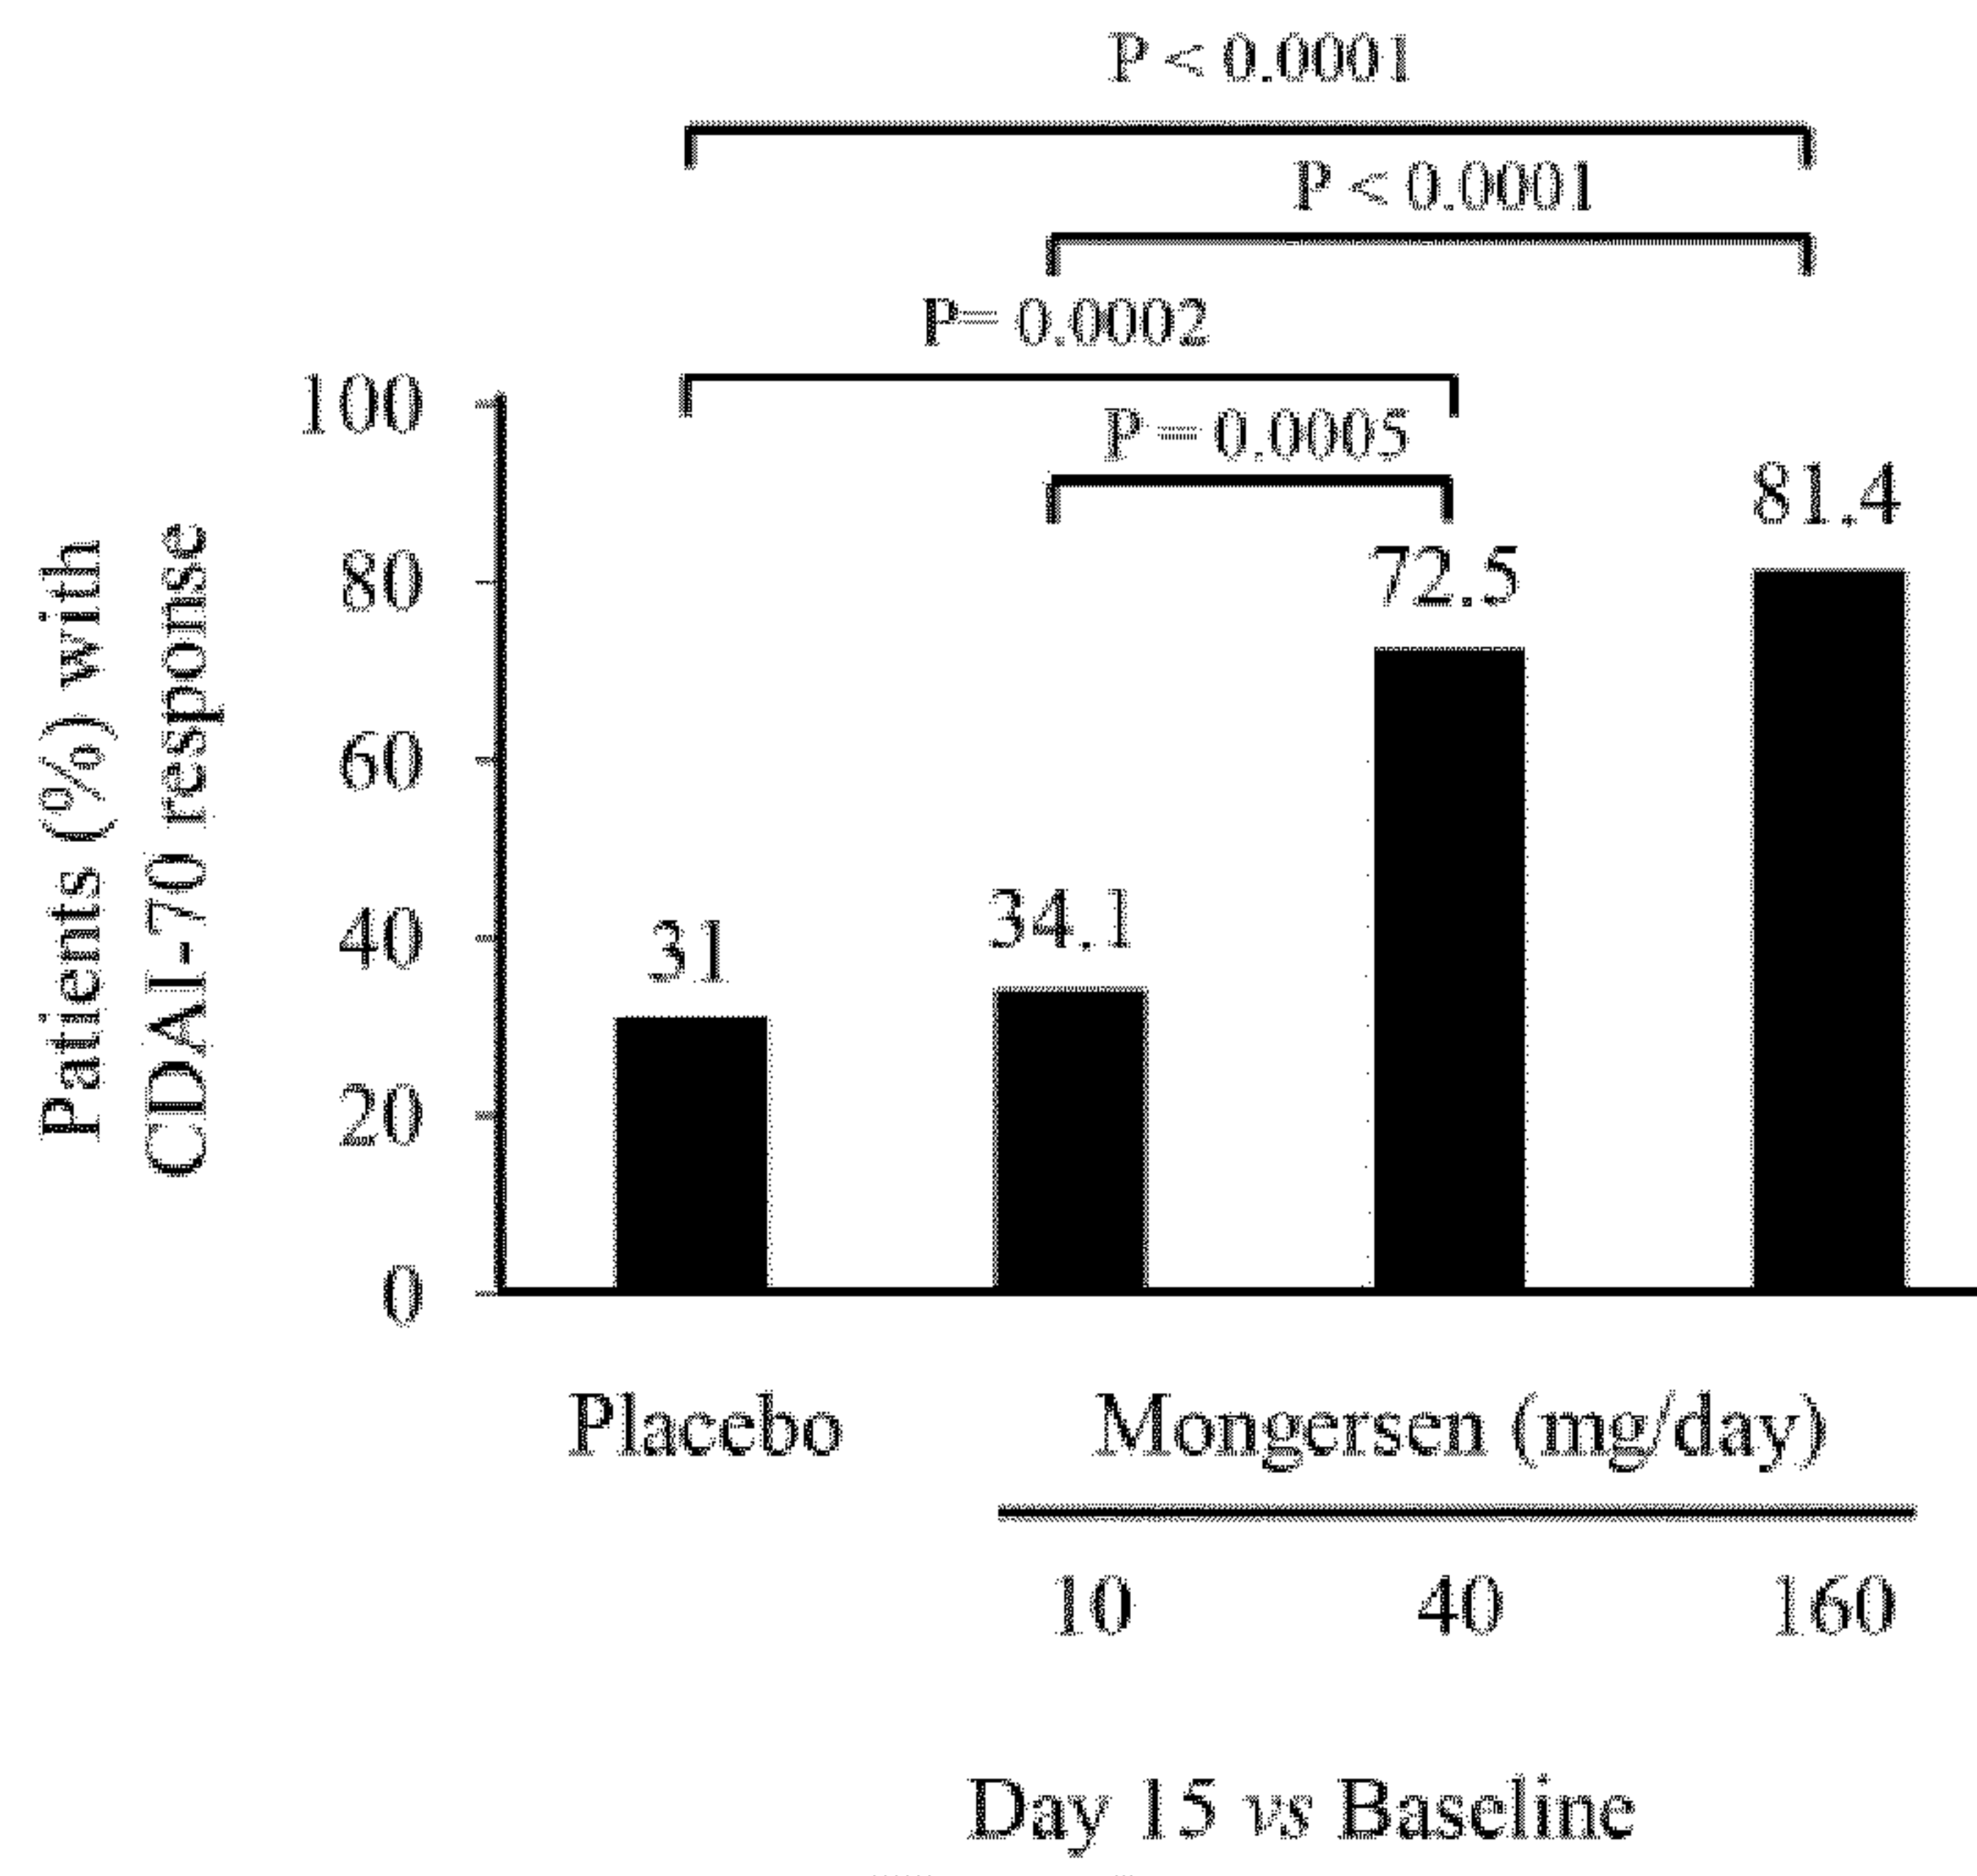 P < 0.0001
P < 0.0001
P= 0.0002
P = 0.0005
100
80
60
40
20
0
Patients (%) with
CDAI-70 response
31
34.1
72.5
81.4
Placebo
Mongersen (mg/day)
10 40 160
Day 15 vs Baseline